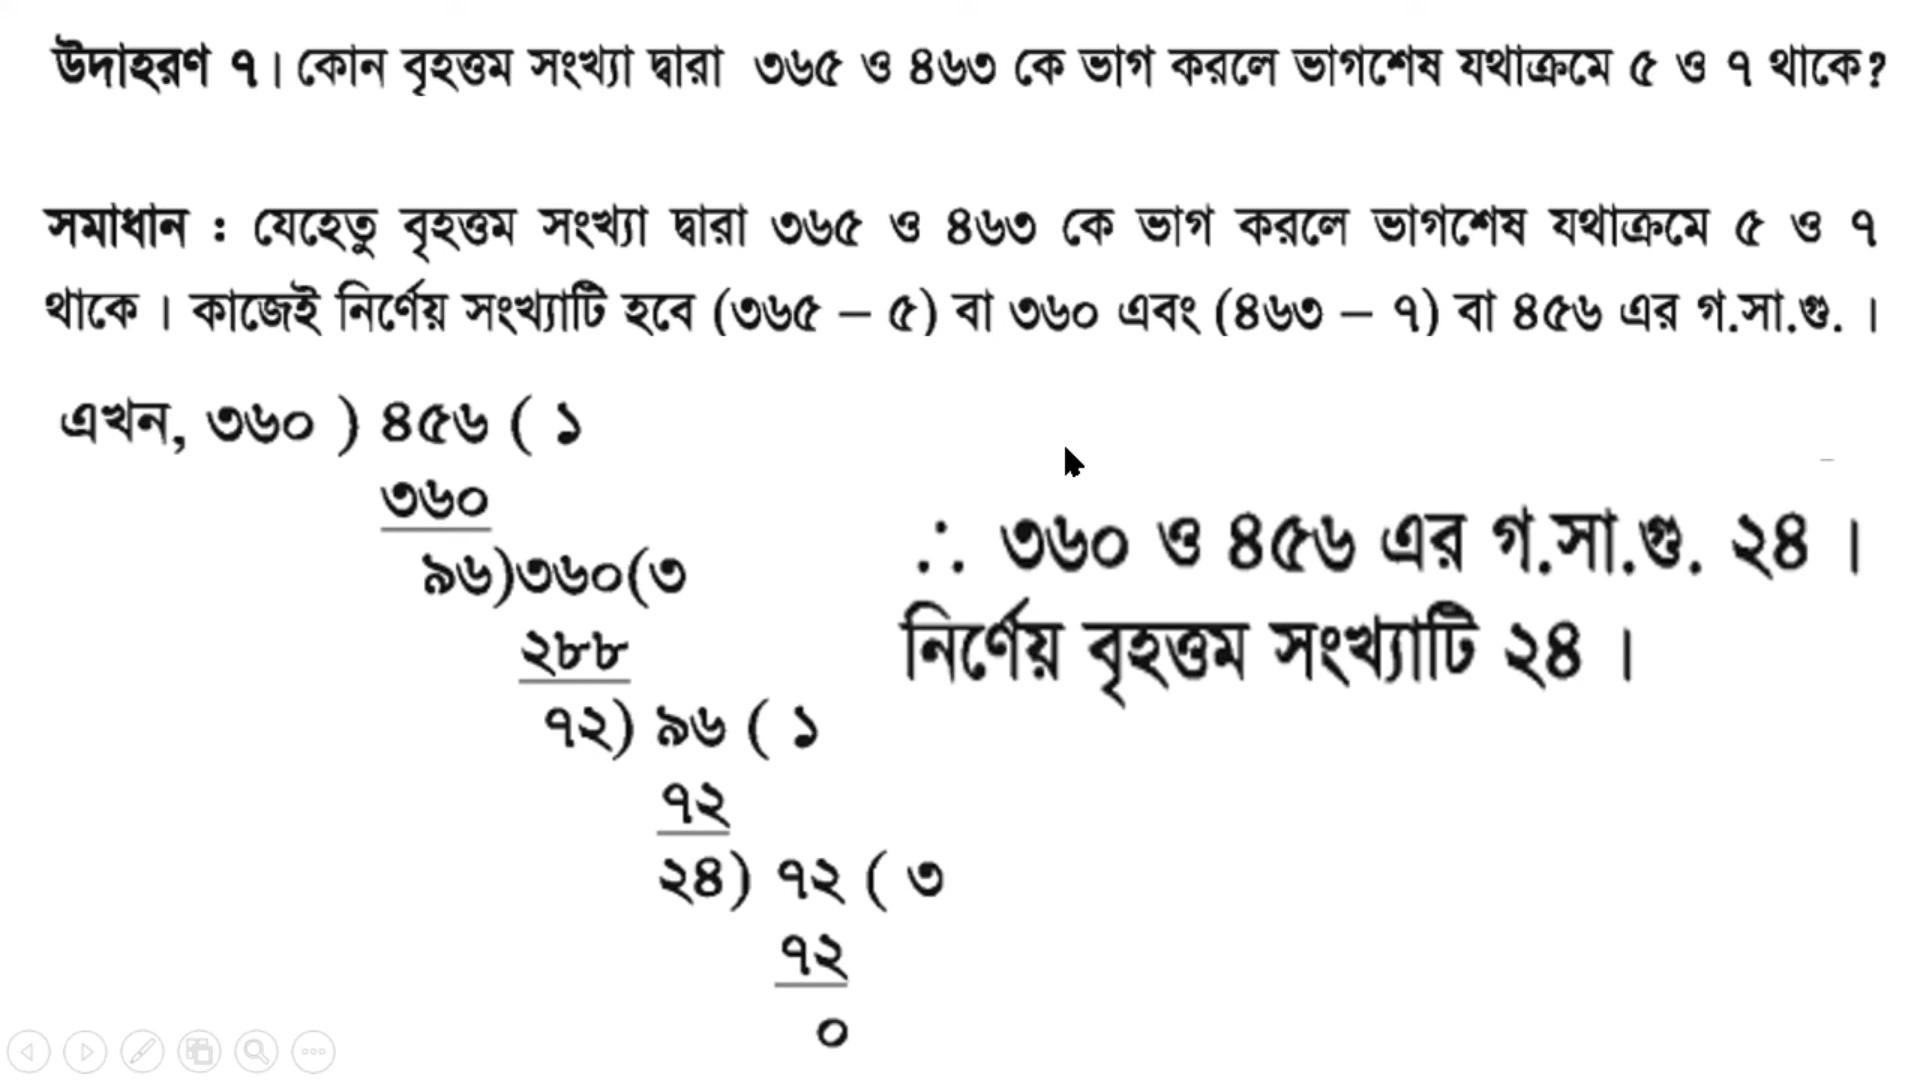 উদাহরণ ৭। কোন বৃহত্তম সংখ্যা দ্বারা ৩৬৫ ও ৪৬৩ কে ভাগ করলে ভাগশেষ যথাক্রমে ৫ ও ৭ থাকে?
সমাধান : যেহেতু বৃহত্তম সংখ্যা দ্বারা ৩৬৫ ও ৪৬৩ কে ভাগ করলে ভাগশেষ যথাক্রমে ৫ ও ৭
থাকে । কাজেই নির্ণেয় সংখ্যাটি হবে (৩৬৫ – ৫) বা ৩৬০ এবং (৪৬৩ – ৭) বা ৪৫৬ এর গ.সা.গু. ।
এখন, ৩৬০ ) ৪৫৬ ( ১
৩৬০
৯৬)৩৬০(৩
২৮৮
৭২) ৯৬ ( ১
৭২
২৪) ৭২ ( ৩
৭২
০
∴ ৩৬০ ও ৪৫৬ এর গ.সা.গু. ২৪ ।
নির্ণেয় বৃহত্তম সংখ্যাটি ২৪ ।